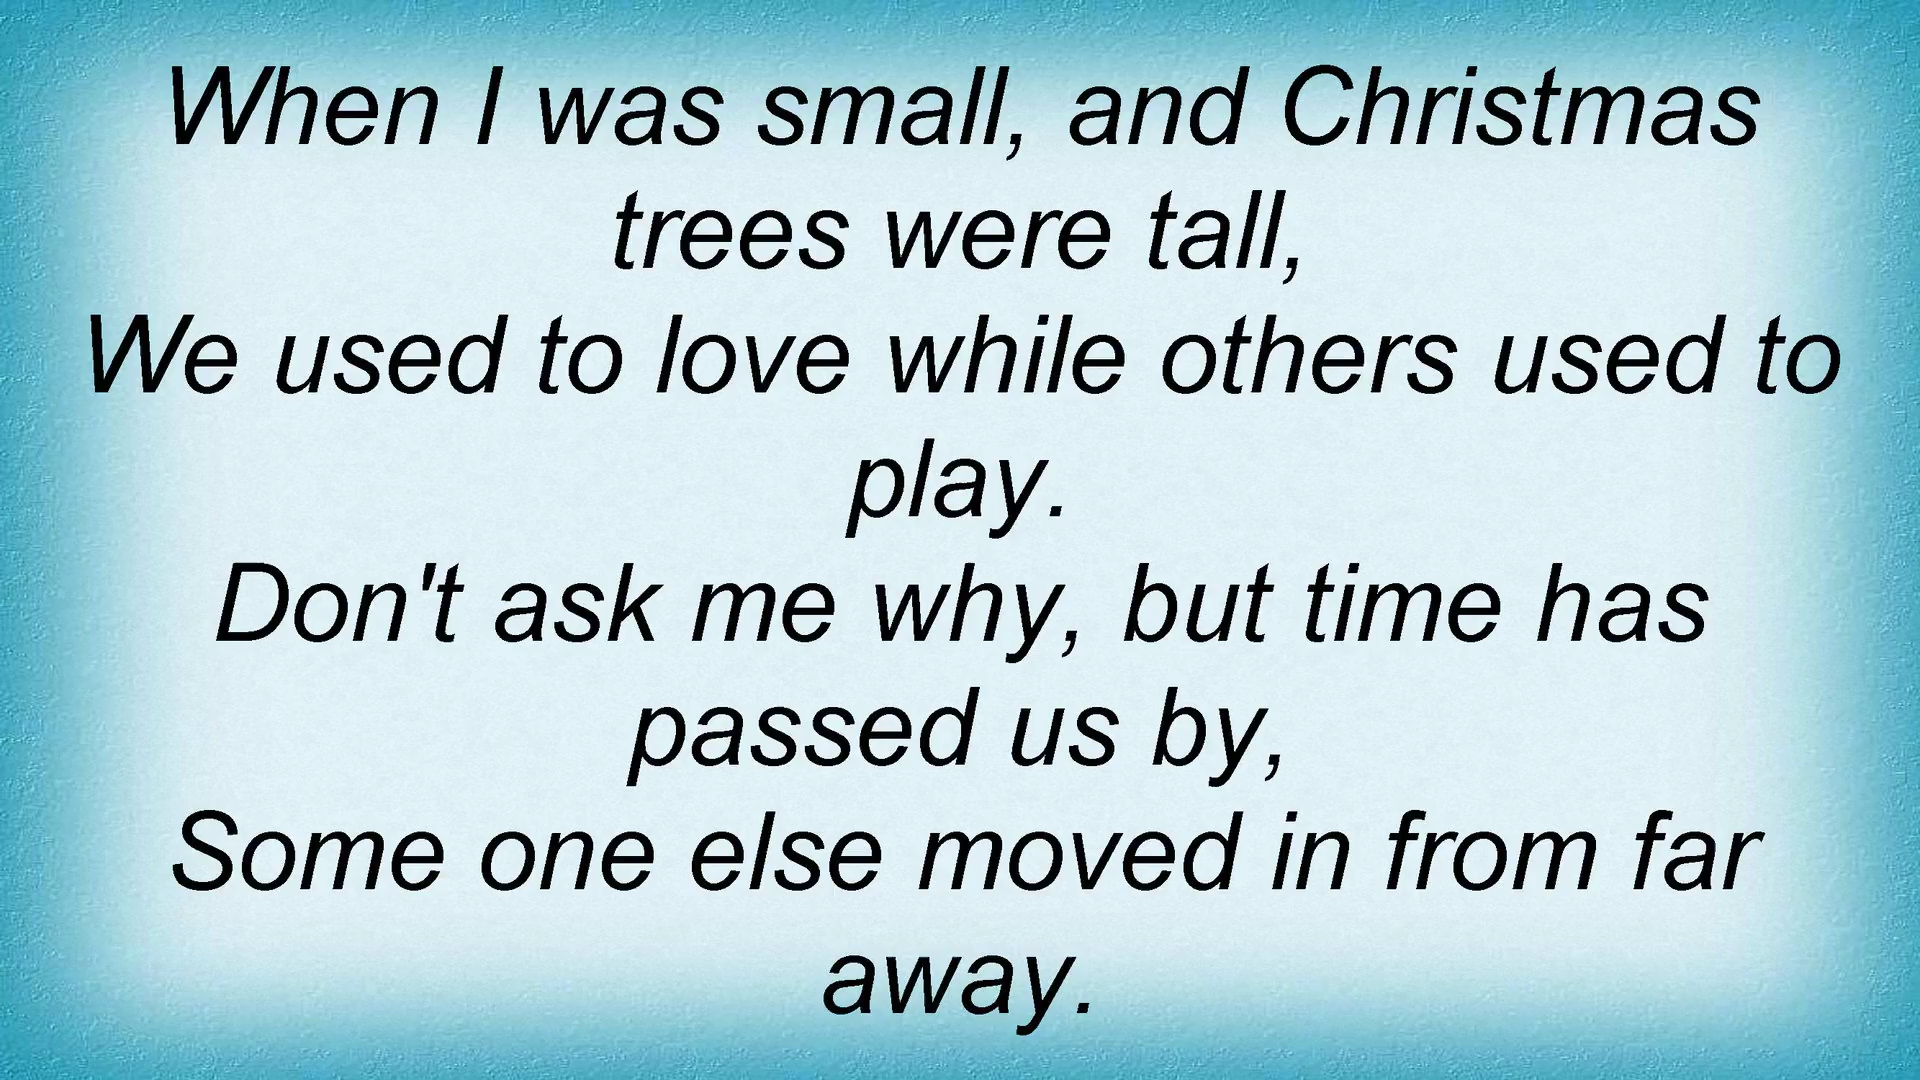 When I was small, and Christmas
trees were tall,
We used to love while others used to
play.
Don't ask me why, but time has
passed us by,
Some one else moved in from far
away.